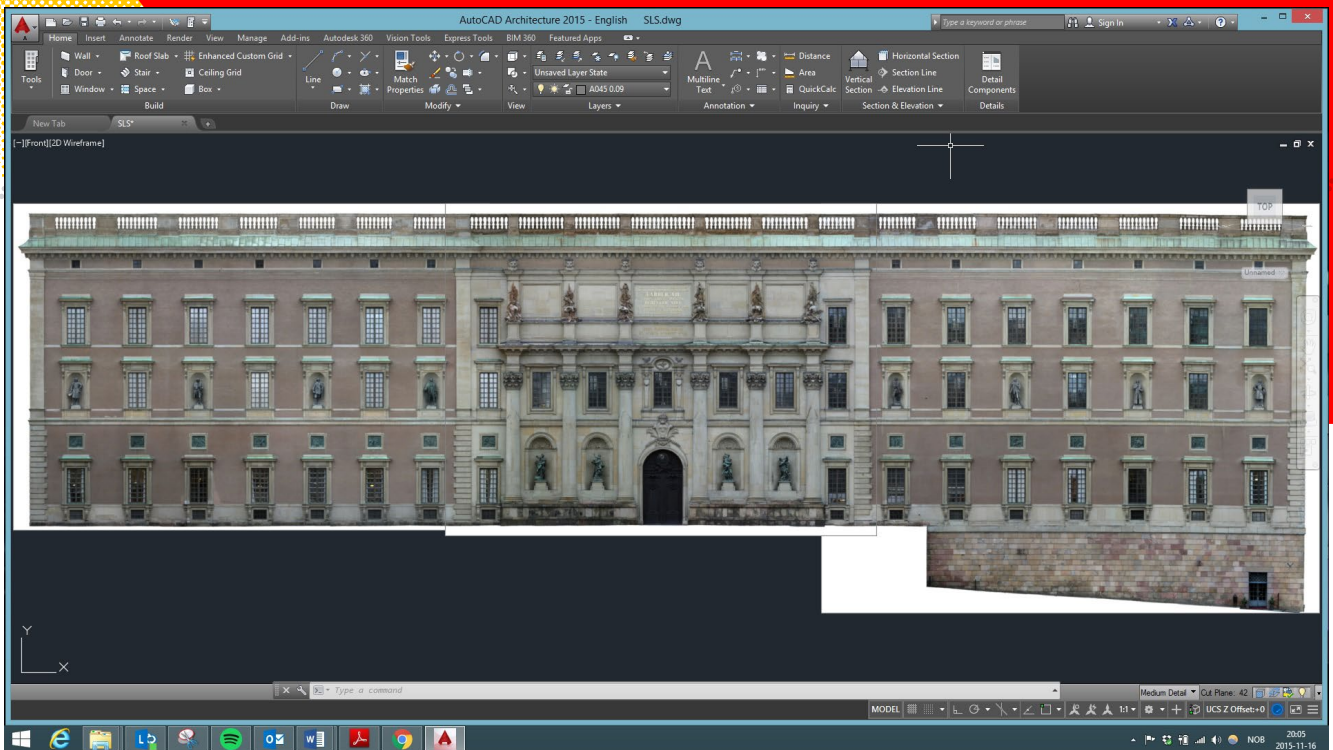 AutoCAD Architecture 2015 - English SLS.dwg
Type a keyword or phrase
Sign In
Home Insert Annotate Render View Manage Add-ins Autodesk 360 Vision Tools Express Tools BIM 360 Featured Apps
Tools
Wall
Door
Window
Roof Slab
Stair
Space
Enhanced Custom Grid
Ceiling Grid
Box
Line
Match
Properties
Unsaved Layer State
A045 0.09
Multiline
Text
Distance
Area
QuickCalc
Vertical
Section
Horizontal Section
Section Line
Elevation Line
Detail
Components
Build Draw Modify View Layers Annotation Inquiry Section & Elevation Details
New Tab SLS*
[−][Front][2D Wireframe]
TOP
Unnamed
Y
X
Type a command
Medium Detail Cut Plane: 42
MODEL 1:1 UCS Z Offset:+0
NOB
20:05
2015-11-16